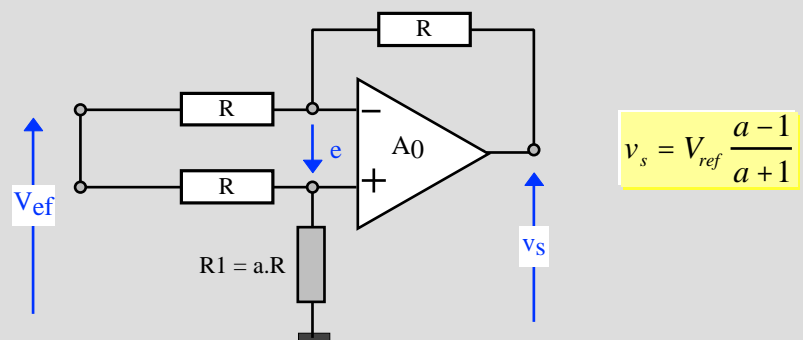 R
R
e
A0
V_s = V_ref (a − 1)/(a + 1)
−
+
Vef
R
R1 = a.R
vs